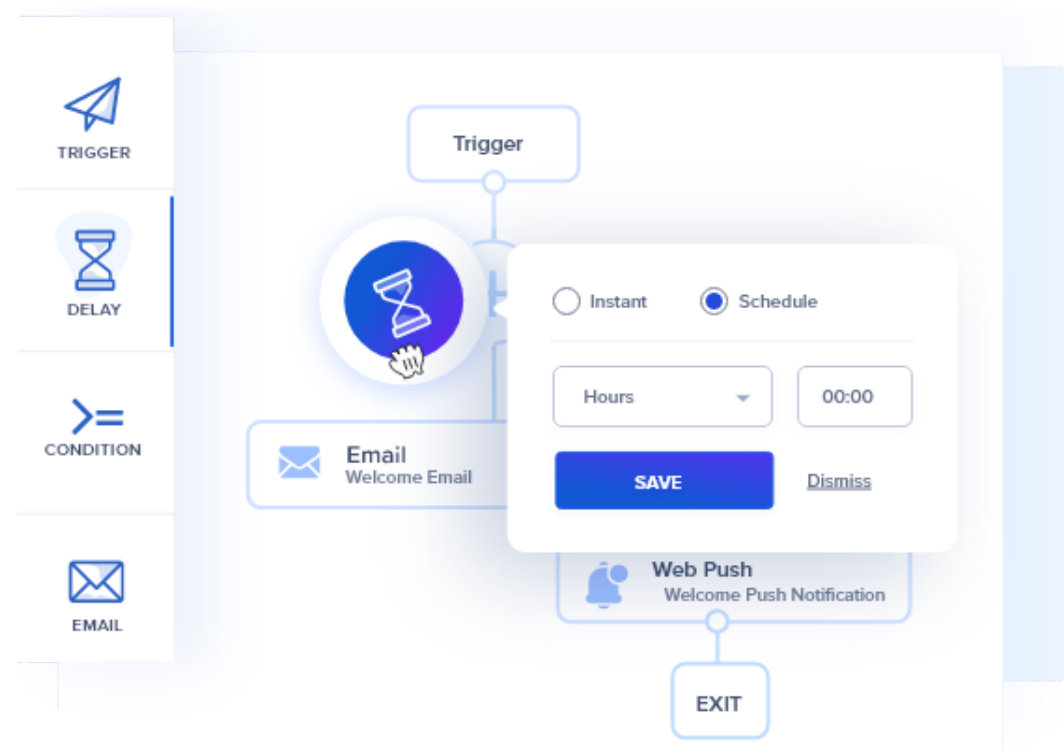 TRIGGER
DELAY
CONDITION
EMAIL
Trigger
Instant
Schedule
Hours
00:00
SAVE
Dismiss
Email
Welcome Email
Web Push
Welcome Push Notification
EXIT